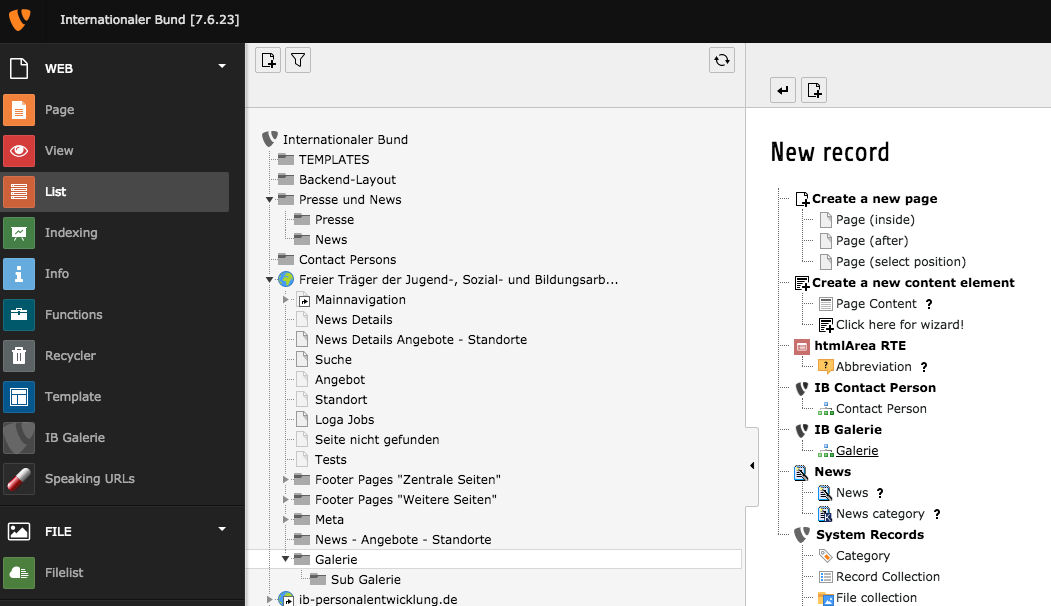 Internationaler Bund [7.6.23]
WEB
Page
View
List
Indexing
Info
Functions
Recycler
Template
IB Galerie
Speaking URLs
FILE
Filelist
Internationaler Bund
TEMPLATES
Backend-Layout
Presse und News
Presse
News
Contact Persons
Freier Träger der Jugend-, Sozial- und Bildungsarb...
Mainnavigation
News Details
News Details Angebote - Standorte
Suche
Angebot
Standort
Loga Jobs
Seite nicht gefunden
Tests
Footer Pages "Zentrale Seiten"
Footer Pages "Weitere Seiten"
Meta
News - Angebote - Standorte
Galerie
Sub Galerie
ib-personalentwicklung.de
New record
Create a new page
Page (inside)
Page (after)
Page (select position)
Create a new content element
Page Content ?
Click here for wizard!
htmlArea RTE
Abbreviation ?
IB Contact Person
Contact Person
IB Galerie
Galerie
News
News ?
News category ?
System Records
Category
Record Collection
File collection